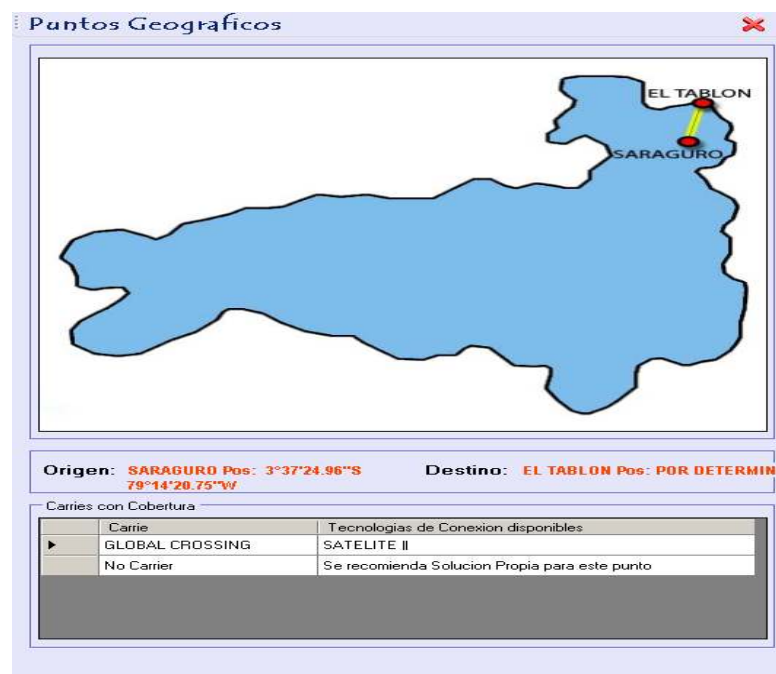 Puntos Geograficos
EL TABLON
SARAGURO
Origen: SARAGURO Pos: 3°37'24.96"S
79°14'20.75"W
Destino: EL TABLON Pos: POR DETERMIN
Carries con Cobertura
Carrie Tecnologias de Conexion disponibles
GLOBAL CROSSING SATELITE ||
No Carrier Se recomienda Solucion Propia para este punto